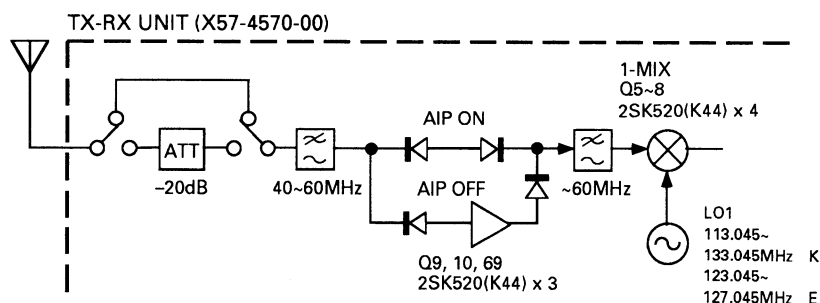 TX-RX UNIT (X57-4570-00)
1-MIX
Q5~8
2SK520(K44) x 4
AIP ON
ATT
-20dB
40~60MHz
AIP OFF
~60MHz
Q9, 10, 69
2SK520(K44) x 3
LO1
113.045~
133.045MHz K
123.045~
127.045MHz E